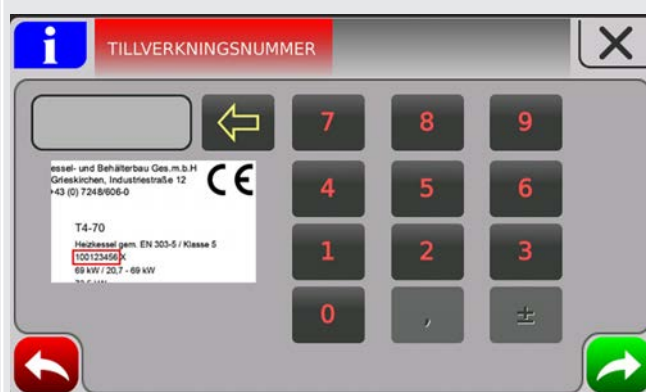 i
TILLVERKNINGSNUMMER
X
7 8 9
essel- und Behälterbau Ges.m.b.H
Grieskirchen, Industriestraße 12
+43 (0) 7248/606-0
CE
4 5 6
T4-70
Heizkessel gem. EN 303-5 / Klasse 5
100123456 X
69 kW / 20,7 - 69 kW
1 2 3
0 , ±